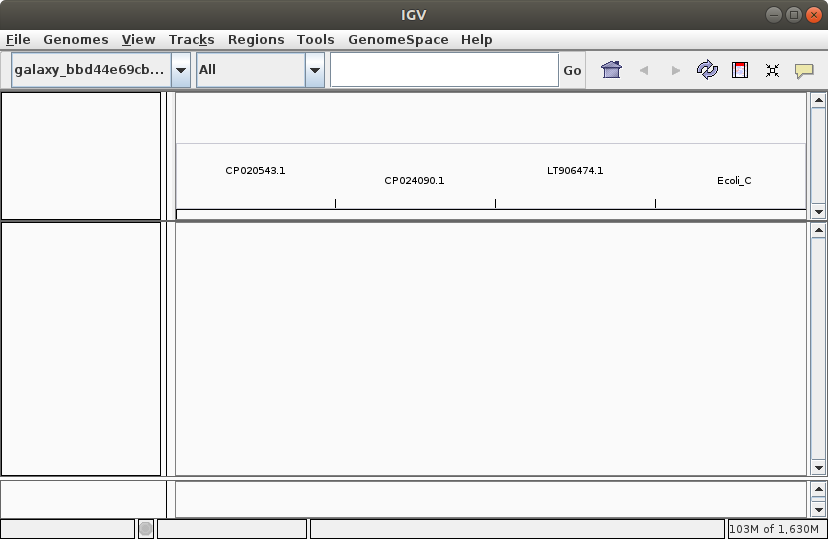 IGV
File Genomes View Tracks Regions Tools GenomeSpace Help
galaxy_bbd44e69cb... All Go
CP020543.1 LT906474.1
CP024090.1 Ecoli_C
103M of 1,630M